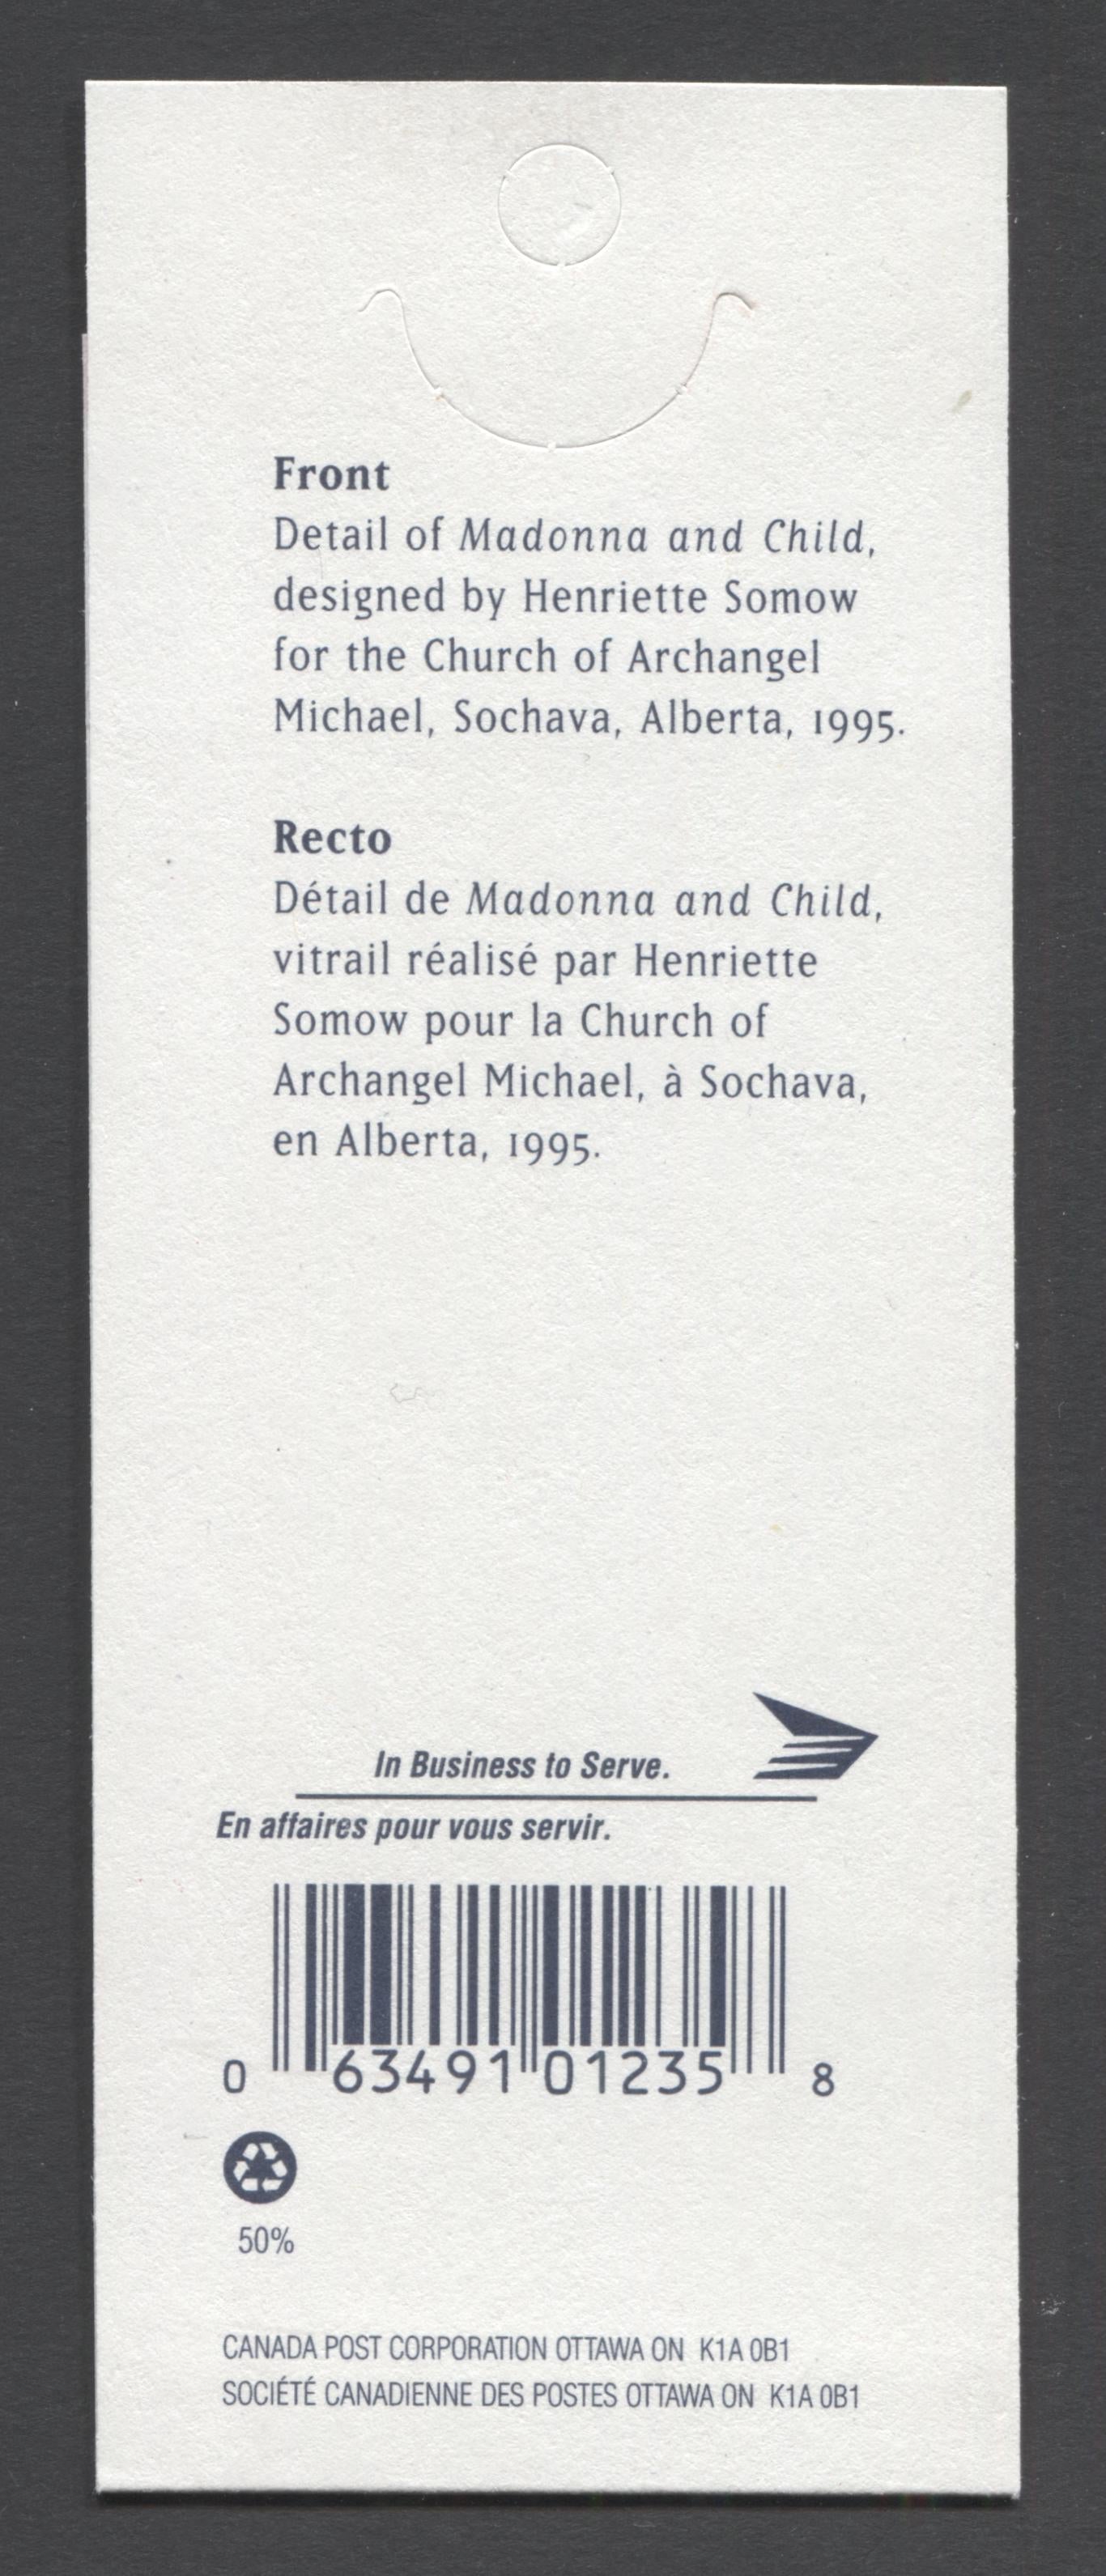 Front
Detail of Madonna and Child,
designed by Henriette Somow
for the Church of Archangel
Michael, Sochava, Alberta, 1995.
Recto
Détail de Madonna and Child,
vitrail réalisé par Henriette
Somow pour la Church of
Archangel Michael, à Sochava,
en Alberta, 1995.
In Business to Serve.
En affaires pour vous servir.
0 63491 01235 8
50%
CANADA POST CORPORATION OTTAWA ON K1A 0B1
SOCIÉTÉ CANADIENNE DES POSTES OTTAWA ON K1A 0B1